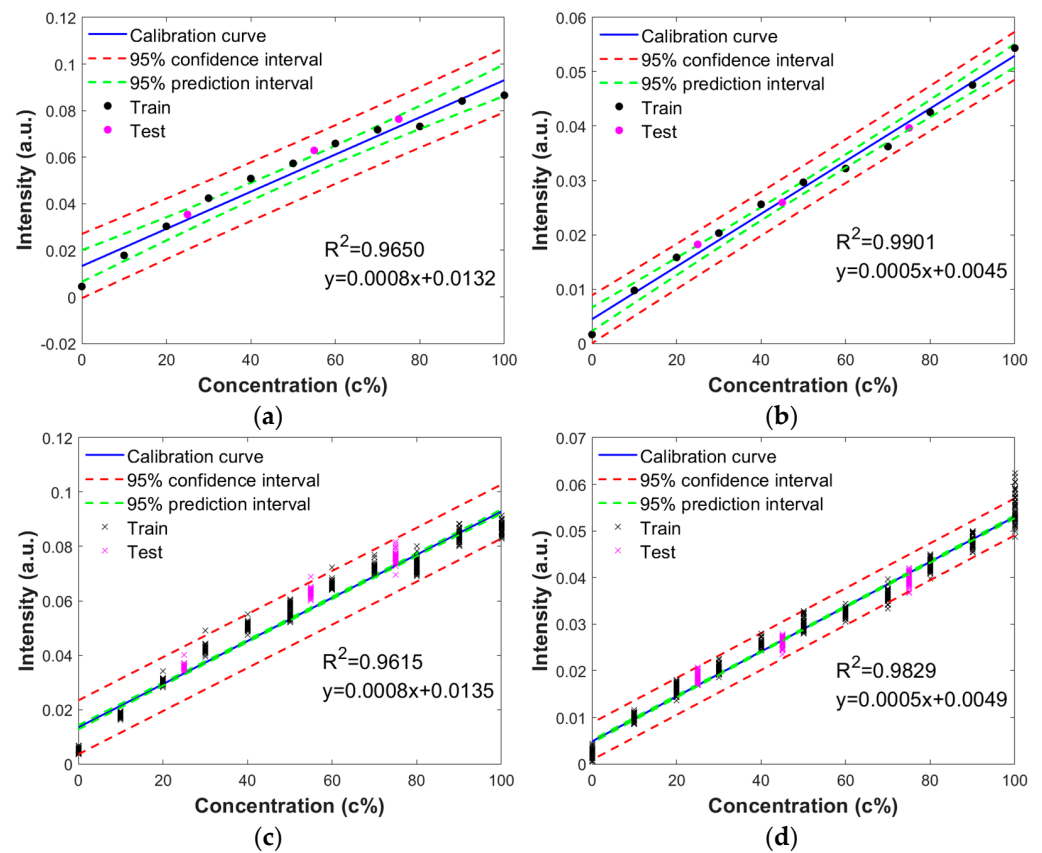 0.12
0.1
0.08
0.06
0.04
0.02
0
-0.02
Intensity (a.u.)
Calibration curve
95% confidence interval
95% prediction interval
Train
Test
R²=0.9650
y=0.0008x+0.0132
0 20 40 60 80 100
Concentration (c%)
(a)
0.06
0.05
0.04
0.03
0.02
0.01
0
Intensity (a.u.)
Calibration curve
95% confidence interval
95% prediction interval
Train
Test
R²=0.9901
y=0.0005x+0.0045
0 20 40 60 80 100
Concentration (c%)
(b)
0.12
0.1
0.08
0.06
0.04
0.02
0
Intensity (a.u.)
Calibration curve
95% confidence interval
95% prediction interval
Train
Test
R²=0.9615
y=0.0008x+0.0135
0 20 40 60 80 100
Concentration (c%)
(c)
0.07
0.06
0.05
0.04
0.03
0.02
0.01
0
Intensity (a.u.)
Calibration curve
95% confidence interval
95% prediction interval
Train
Test
R²=0.9829
y=0.0005x+0.0049
0 20 40 60 80 100
Concentration (c%)
(d)